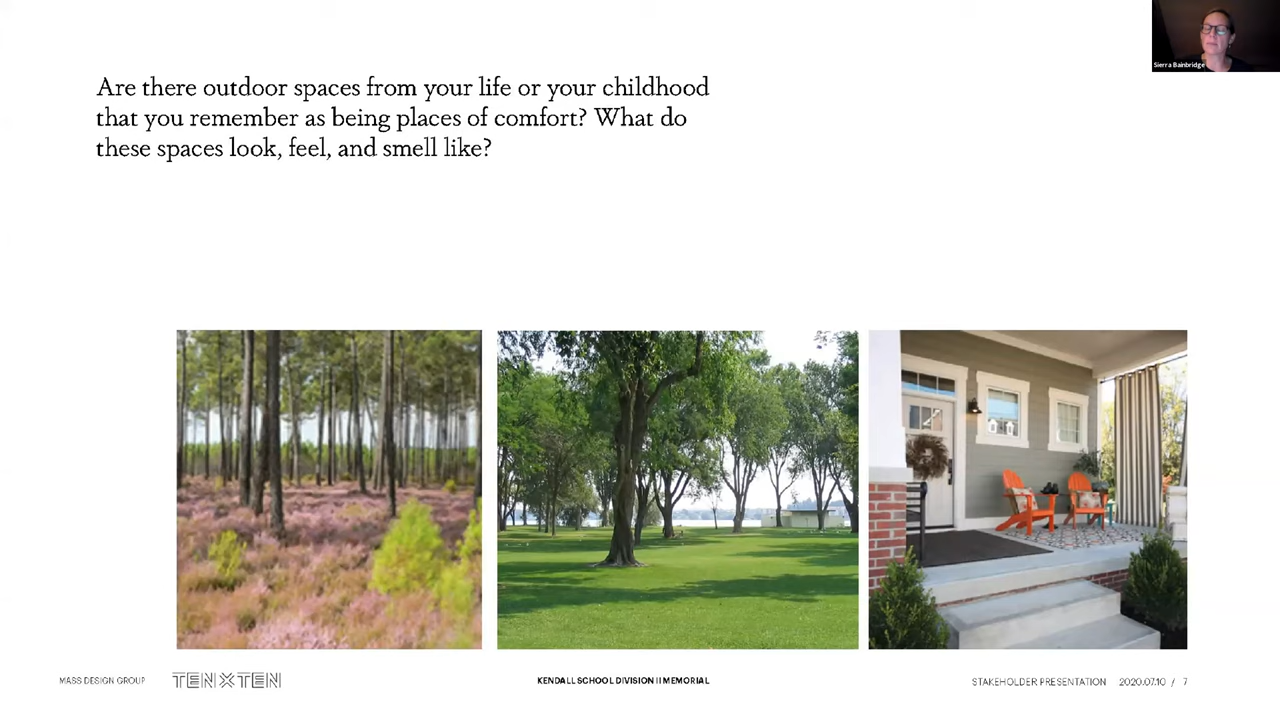 Sierra Bainbridge
Are there outdoor spaces from your life or your childhood
that you remember as being places of comfort? What do
these spaces look, feel, and smell like?
MASS DESIGN GROUP
TEN X TEN
KENDALL SCHOOL DIVISION II MEMORIAL
STAKEHOLDER PRESENTATION 2020.07.10 / 7